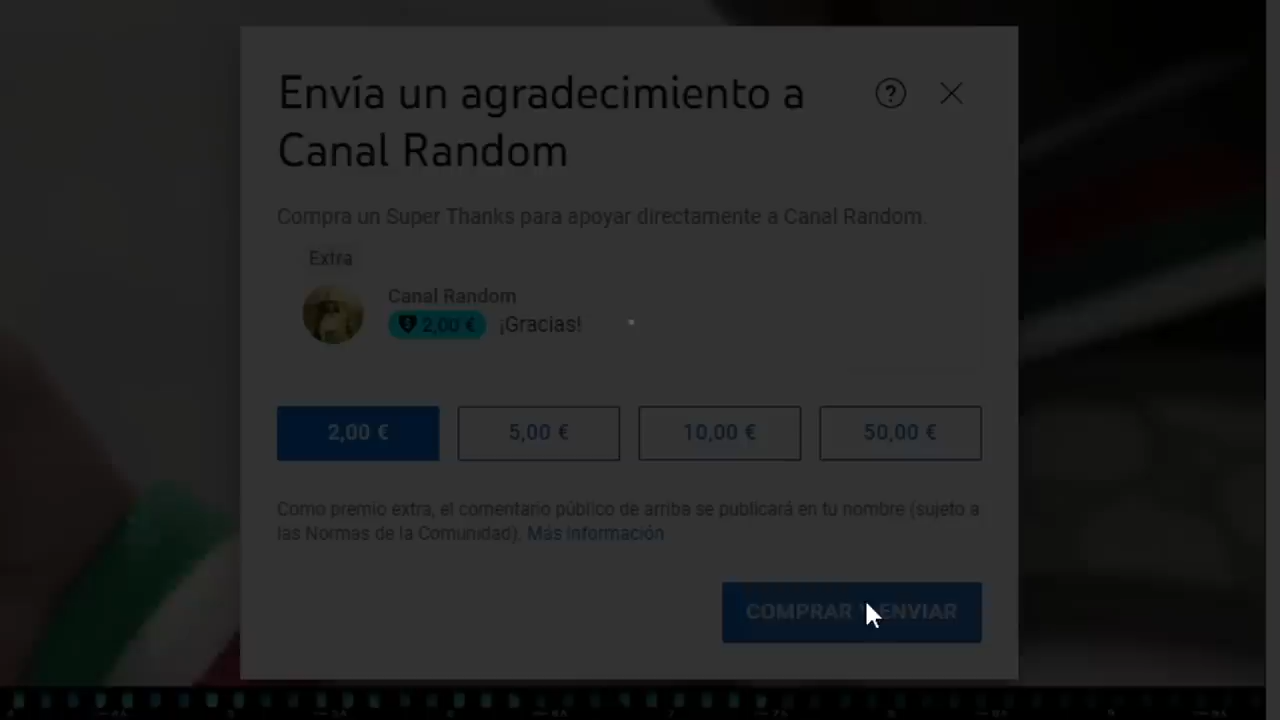 Envía un agradecimiento a
Canal Random
Compra un Super Thanks para apoyar directamente a Canal Random.
Extra
Canal Random
2,00 € ¡Gracias!
2,00 € 5,00 € 10,00 € 50,00 €
Como premio extra, el comentario público de arriba se publicará en tu nombre (sujeto a
las Normas de la Comunidad). Más información
COMPRAR Y ENVIAR